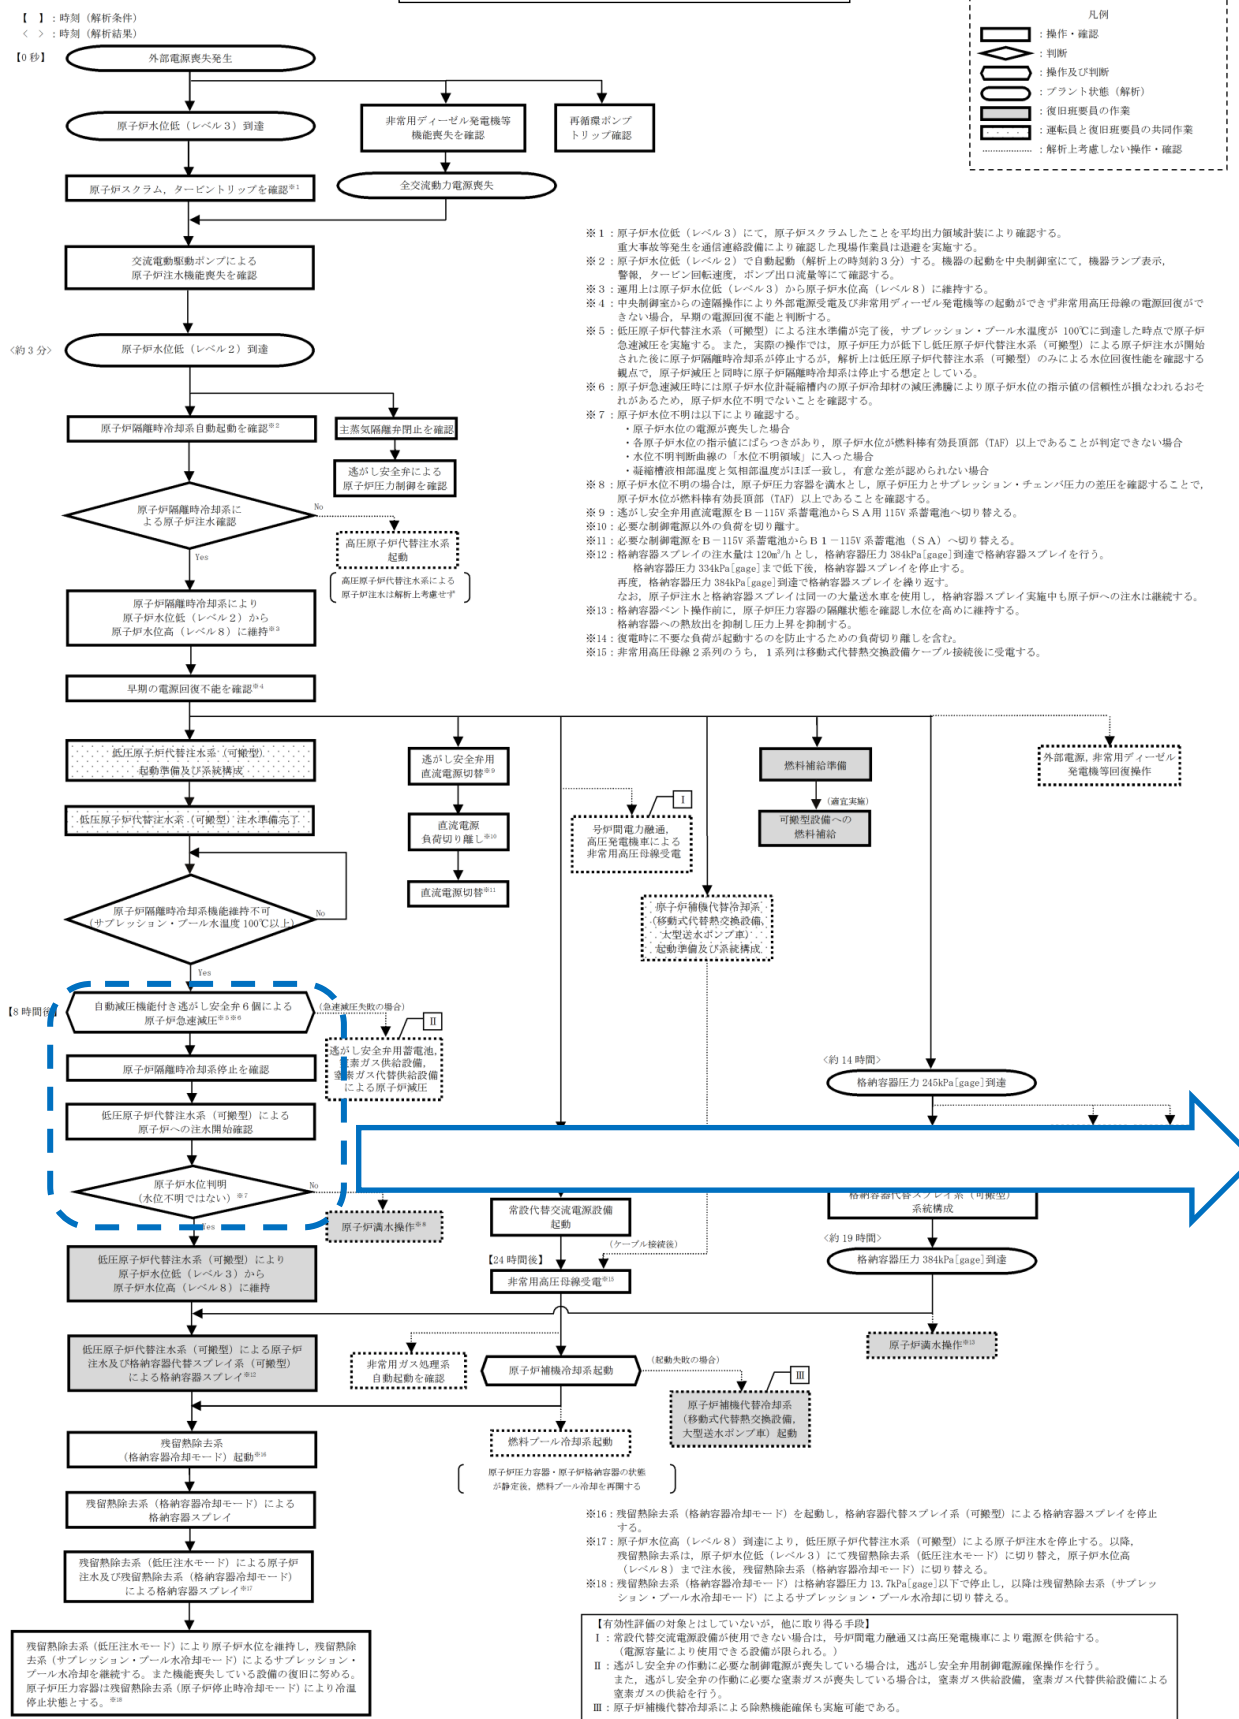 【　】：時刻（解析条件）
〈　〉：時刻（解析結果）
【0 秒】
外部電源喪失発生
原子炉水位低（レベル３）到達
非常用ディーゼル発電機等
機能喪失を確認
再循環ポンプ
トリップ確認
原子炉スクラム，タービントリップを確認※1
全交流動力電源喪失
交流電動駆動ポンプによる
原子炉注水機能喪失を確認
〈約３分〉
原子炉水位低（レベル２）到達
原子炉隔離時冷却系自動起動を確認※2
主蒸気隔離弁閉止を確認
逃がし安全弁による
原子炉圧力制御を確認
原子炉隔離時冷却系に
よる原子炉注水確認
No
Yes
高圧原子炉代替注水系
起動
高圧原子炉代替注水系による
原子炉注水は解析上考慮せず
原子炉隔離時冷却系により
原子炉水位低（レベル２）から
原子炉水位高（レベル８）に維持※3
早期の電源回復不能を確認※4
凡例
：操作・確認
：判断
：操作及び判断
：プラント状態（解析）
：復旧班要員の作業
：運転員と復旧班要員の共同作業
：解析上考慮しない操作・確認
※１：原子炉水位低（レベル３）にて，原子炉スクラムしたことを平均出力領域計装により確認する。
重大事故等発生を通信連絡設備により確認した現場作業員は退避を実施する。
※２：原子炉水位低（レベル２）で自動起動（解析上の時刻約３分）する。機器の起動を中央制御室にて，機器ランプ表示，
警報，タービン回転速度，ポンプ出口流量等にて確認する。
※３：運用上は原子炉水位低（レベル３）から原子炉水位高（レベル８）に維持する。
※４：中央制御室からの遠隔操作により外部電源受電及び非常用ディーゼル発電機等の起動ができず非常用高圧母線の電源回復がで
きない場合，早期の電源回復不能と判断する。
※５：低圧原子炉代替注水系（可搬型）による注水準備が完了後，サプレッション・プール水温度が 100℃に到達した時点で原子炉
急速減圧を実施する。また，実際の操作では，原子炉圧力が低下し低圧原子炉代替注水系（可搬型）による原子炉注水が開始
された後に原子炉隔離時冷却系が停止するが，解析上は低圧原子炉代替注水系（可搬型）のみによる水位回復性能を確認する
観点で，原子炉減圧と同時に原子炉隔離時冷却系は停止する想定としている。
※６：原子炉急速減圧時には原子炉水位計凝縮槽内の原子炉冷却材の減圧沸騰により原子炉水位の指示値の信頼性が損なわれるおそ
れがあるため，原子炉水位不明でないことを確認する。
※７：原子炉水位不明は以下により確認する。
・原子炉水位の電源が喪失した場合
・各原子炉水位の指示値にばらつきがあり，原子炉水位が燃料棒有効長頂部（TAF）以上であることが判定できない場合
・水位不明判断曲線の「水位不明領域」に入った場合
・凝縮槽液相部温度と気相部温度がほぼ一致し，有意な差が認められない場合
※８：原子炉水位不明の場合は，原子炉圧力容器を満水とし，原子炉圧力とサプレッション・チェンバ圧力の差圧を確認することで，
原子炉水位が燃料棒有効長頂部（TAF）以上であることを確認する。
※９：逃がし安全弁用直流電源をＢ－115V 系蓄電池からＳＡ用 115V 系蓄電池へ切り替える。
※10：必要な制御電源以外の負荷を切り離す。
※11：必要な制御電源をＢ－115V 系蓄電池からＢ１－115V 系蓄電池（ＳＡ）へ切り替える。
※12：格納容器スプレイの注水量は 120m³/h とし，格納容器圧力 384kPa[gage]到達で格納容器スプレイを行う。
格納容器圧力 334kPa[gage]まで低下後，格納容器スプレイを停止する。
再度，格納容器圧力 384kPa[gage]到達で格納容器スプレイを繰り返す。
なお，原子炉注水と格納容器スプレイは同一の大量送水車を使用し，格納容器スプレイ実施中も原子炉への注水は継続する。
※13：格納容器ベント操作前に，原子炉圧力容器の隔離状態を確認し水位を高めに維持する。
格納容器への熱放出を抑制し圧力上昇を抑制する。
※14：復電時に不要な負荷が起動するのを防止するための負荷切り離しを含む。
※15：非常用高圧母線２系列のうち，１系列は移動式代替熱交換設備ケーブル接続後に受電する。
低圧原子炉代替注水系（可搬型）
起動準備及び系統構成
低圧原子炉代替注水系（可搬型）注水準備完了
逃がし安全弁用
直流電源切替※9
直流電源
負荷切り離し※10
直流電源切替※11
Ⅰ
号炉間電力融通，
高圧発電機車による
非常用高圧母線受電
原子炉補機代替冷却系
（移動式代替熱交換設備，
大型送水ポンプ車）
起動準備及び系統構成
燃料補給準備
（適宜実施）
可搬型設備への
燃料補給
外部電源，非常用ディーゼル
発電機等回復操作
原子炉隔離時冷却系機能維持不可
（サプレッション・プール水温度 100℃以上）
No
Yes
【8 時間後】
自動減圧機能付き逃がし安全弁６個による
原子炉急速減圧※5※6
（急速減圧失敗の場合）
Ⅱ
逃がし安全弁用蓄電池，
窒素ガス供給設備，
窒素ガス代替供給設備
による原子炉減圧
原子炉隔離時冷却系停止を確認
低圧原子炉代替注水系（可搬型）による
原子炉への注水開始確認
原子炉水位判明
（水位不明ではない）※7
No
Yes
原子炉満水操作※8
〈約 14 時間〉
格納容器圧力 245kPa[gage]到達
格納容器代替スプレイ系（可搬型）
系統構成
〈約 19 時間〉
格納容器圧力 384kPa[gage]到達
常設代替交流電源設備
起動
（ケーブル接続後）
【24 時間後】
非常用高圧母線受電※15
低圧原子炉代替注水系（可搬型）により
原子炉水位低（レベル３）から
原子炉水位高（レベル８）に維持
低圧原子炉代替注水系（可搬型）による原子炉
注水及び格納容器代替スプレイ系（可搬型）
による格納容器スプレイ※12
非常用ガス処理系
自動起動を確認
原子炉補機冷却系起動
（起動失敗の場合）
Ⅲ
原子炉補機代替冷却系
（移動式代替熱交換設備，
大型送水ポンプ車）起動
原子炉満水操作※13
燃料プール冷却系起動
原子炉圧力容器・原子炉格納容器の状態
が静定後，燃料プール冷却を再開する
残留熱除去系
（格納容器冷却モード）起動※16
残留熱除去系（格納容器冷却モード）による
格納容器スプレイ
残留熱除去系（低圧注水モード）による原子炉
注水及び残留熱除去系（格納容器冷却モード）
による格納容器スプレイ※17
残留熱除去系（低圧注水モード）により原子炉水位を維持し，残留熱除
去系（サプレッション・プール水冷却モード）によるサプレッション・
プール水冷却を継続する。また機能喪失している設備の復旧に努める。
原子炉圧力容器は残留熱除去系（原子炉停止時冷却モード）により冷温
停止状態とする。※18
※16：残留熱除去系（格納容器冷却モード）を起動し，格納容器代替スプレイ系（可搬型）による格納容器スプレイを停止
する。
※17：原子炉水位高（レベル８）到達により，低圧原子炉代替注水系（可搬型）による原子炉注水を停止する。以降，
残留熱除去系は，原子炉水位低（レベル３）にて残留熱除去系（低圧注水モード）に切り替え，原子炉水位高
（レベル８）まで注水後，残留熱除去系（格納容器冷却モード）に切り替える。
※18：残留熱除去系（格納容器冷却モード）は格納容器圧力 13.7kPa[gage]以下で停止し，以降は残留熱除去系（サプレッ
ション・プール水冷却モード）によるサプレッション・プール水冷却に切り替える。
【有効性評価の対象とはしていないが，他に取り得る手段】
Ⅰ：常設代替交流電源設備が使用できない場合は，号炉間電力融通又は高圧発電機車により電源を供給する。
（電源容量により使用できる設備が限られる。）
Ⅱ：逃がし安全弁の作動に必要な制御電源が喪失している場合は，逃がし安全弁用制御電源確保操作を行う。
また，逃がし安全弁の作動に必要な窒素ガスが喪失している場合は，窒素ガス供給設備，窒素ガス代替供給設備による
窒素ガスの供給を行う。
Ⅲ：原子炉補機代替冷却系による除熱機能確保も実施可能である。